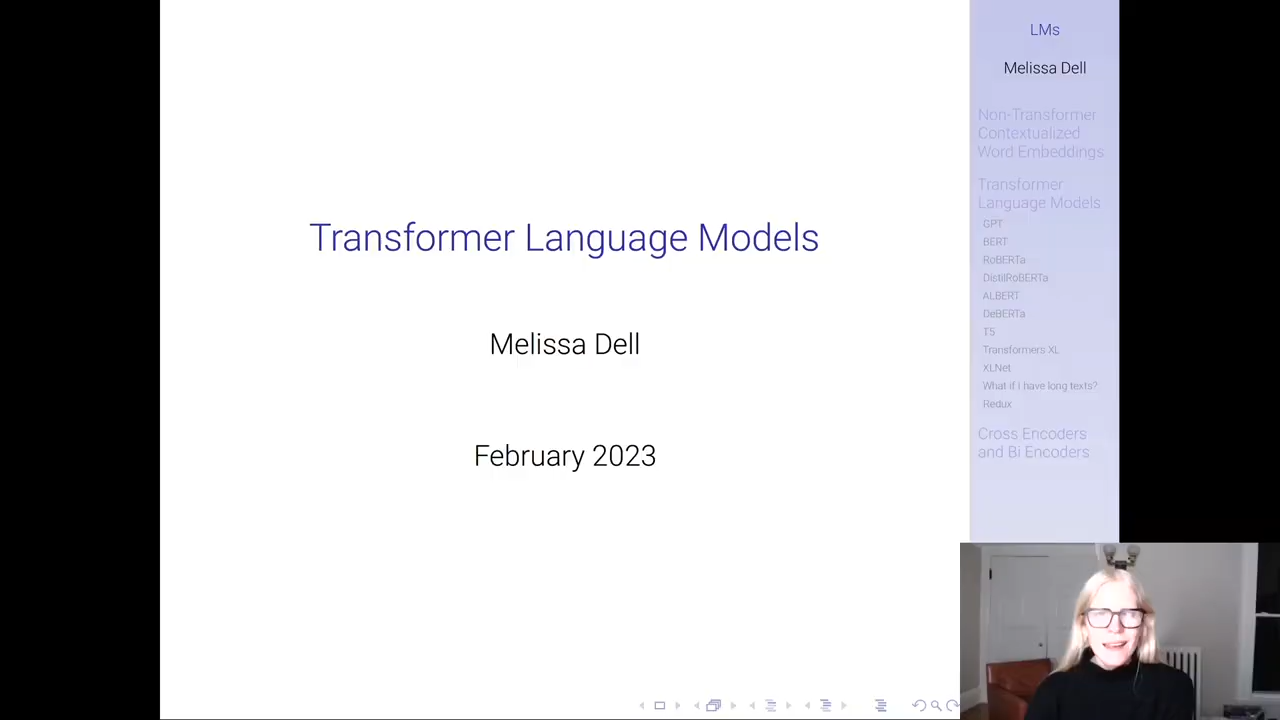 Transformer Language Models
Melissa Dell
February 2023
LMs
Melissa Dell
Non-Transformer
Contextualized
Word Embeddings
Transformer
Language Models
GPT
BERT
RoBERTa
DistilRoBERTa
ALBERT
DeBERTa
T5
Transformers XL
XLNet
What if I have long texts?
Redux
Cross Encoders
and Bi Encoders